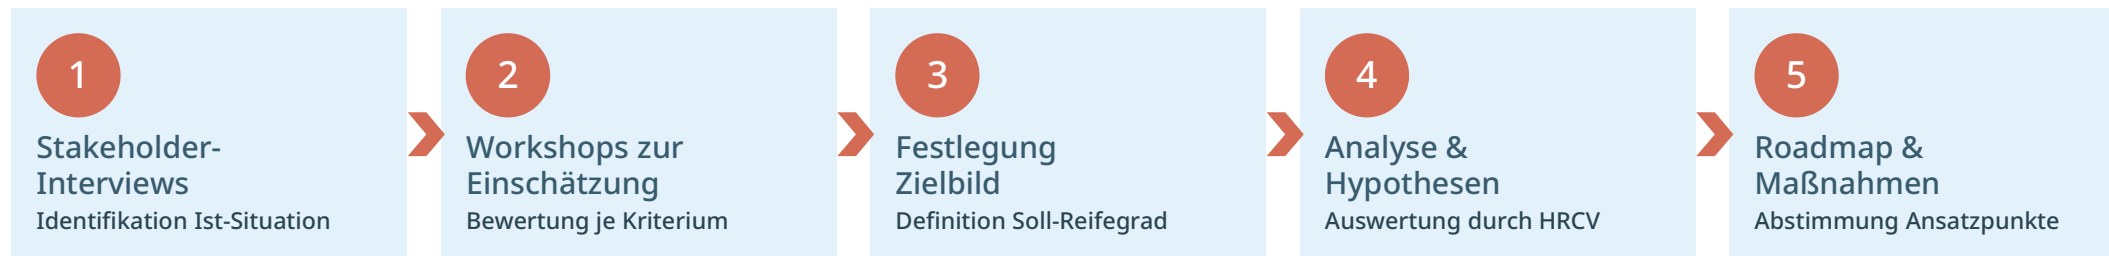 1
Stakeholder-
Interviews
Identifikation Ist-Situation
2
Workshops zur
Einschätzung
Bewertung je Kriterium
3
Festlegung
Zielbild
Definition Soll-Reifegrad
4
Analyse &
Hypothesen
Auswertung durch HRCV
5
Roadmap &
Maßnahmen
Abstimmung Ansatzpunkte